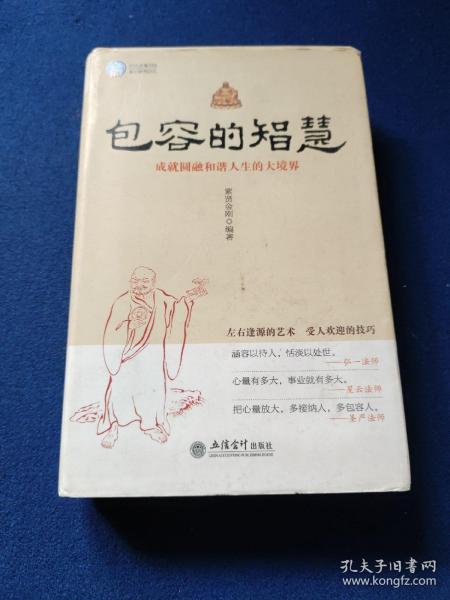 包容的智慧
成就圆融和谐人生的大境界
紫贤金刚◎编著
左右逢源的艺术 受人欢迎的技巧
涵容以待人，恬淡以处世。
——弘一法师
心量有多大，事业就有多大。
——星云法师
把心量放大，多接纳人，多包容人。
——圣严法师
立信会计出版社
LIXIN ACCOUNTING PUBLISHING HOUSE
孔夫子旧书网
www.kongfz.com